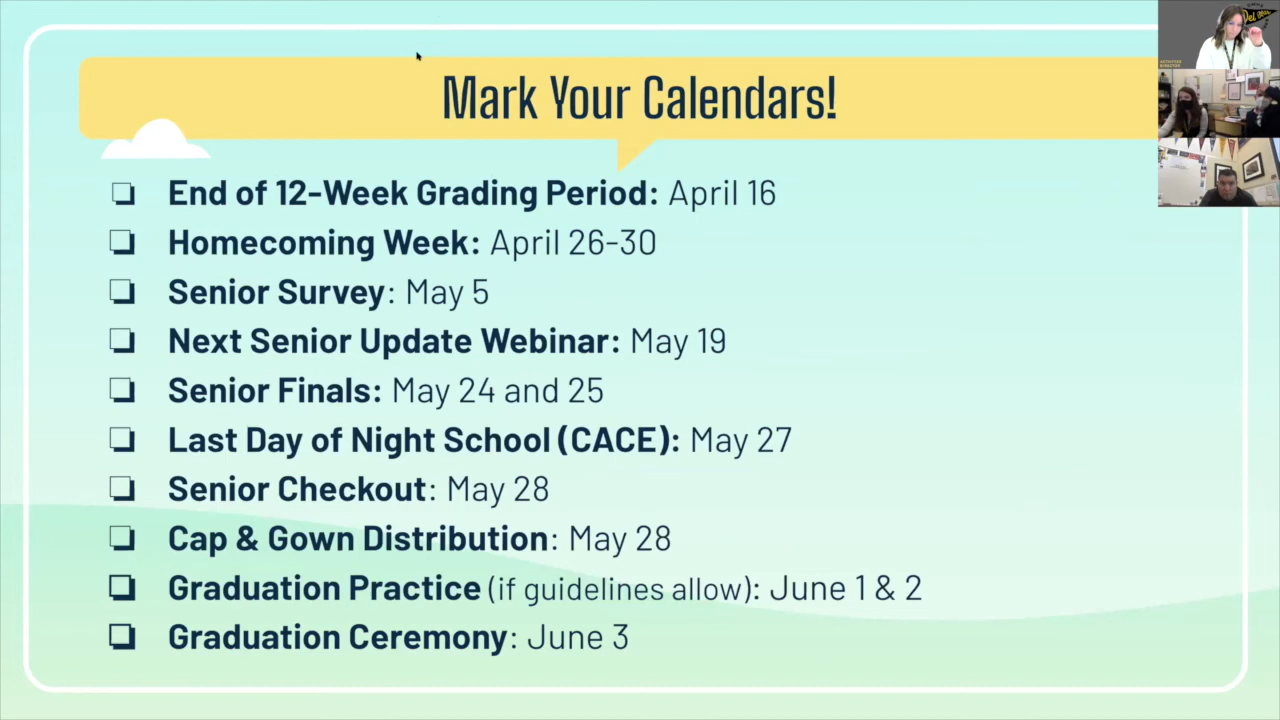 Mark Your Calendars!
End of 12-Week Grading Period: April 16
Homecoming Week: April 26-30
Senior Survey: May 5
Next Senior Update Webinar: May 19
Senior Finals: May 24 and 25
Last Day of Night School (CACE): May 27
Senior Checkout: May 28
Cap & Gown Distribution: May 28
Graduation Practice (if guidelines allow): June 1 & 2
Graduation Ceremony: June 3
Del Mar